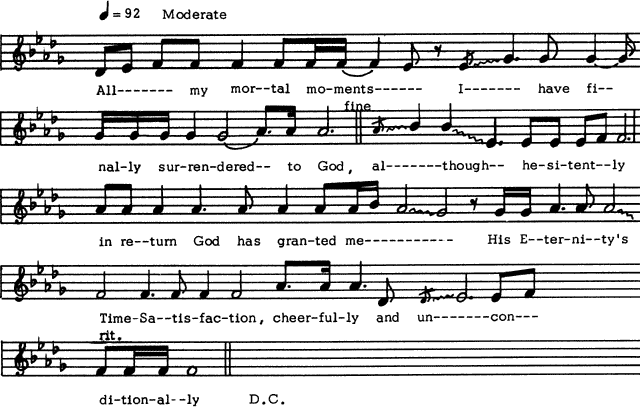 ♩ = 92 Moderate
All------- my mor--tal mo-ments------- I------- have fi--
fine
nal-ly sur-ren-dered-- to God, al-------though-- he-si-tent--ly
in re--turn God has gran-ted me------------ His E--ter-ni--ty's
Time-Sa--tis-fac-tion, cheer-ful-ly and un-------con---
rit.
di-tion-al--ly D.C.